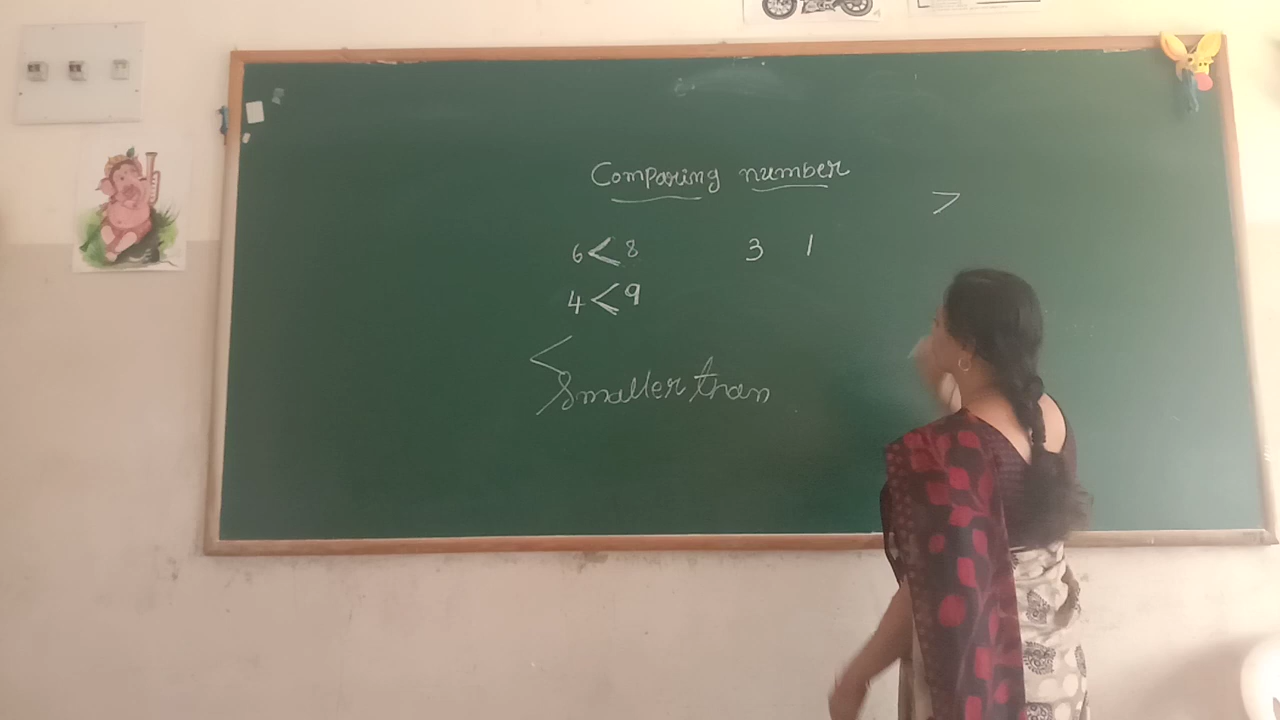 Comparing number
>
6 < 8 3 1
4 < 9
<
Smaller than